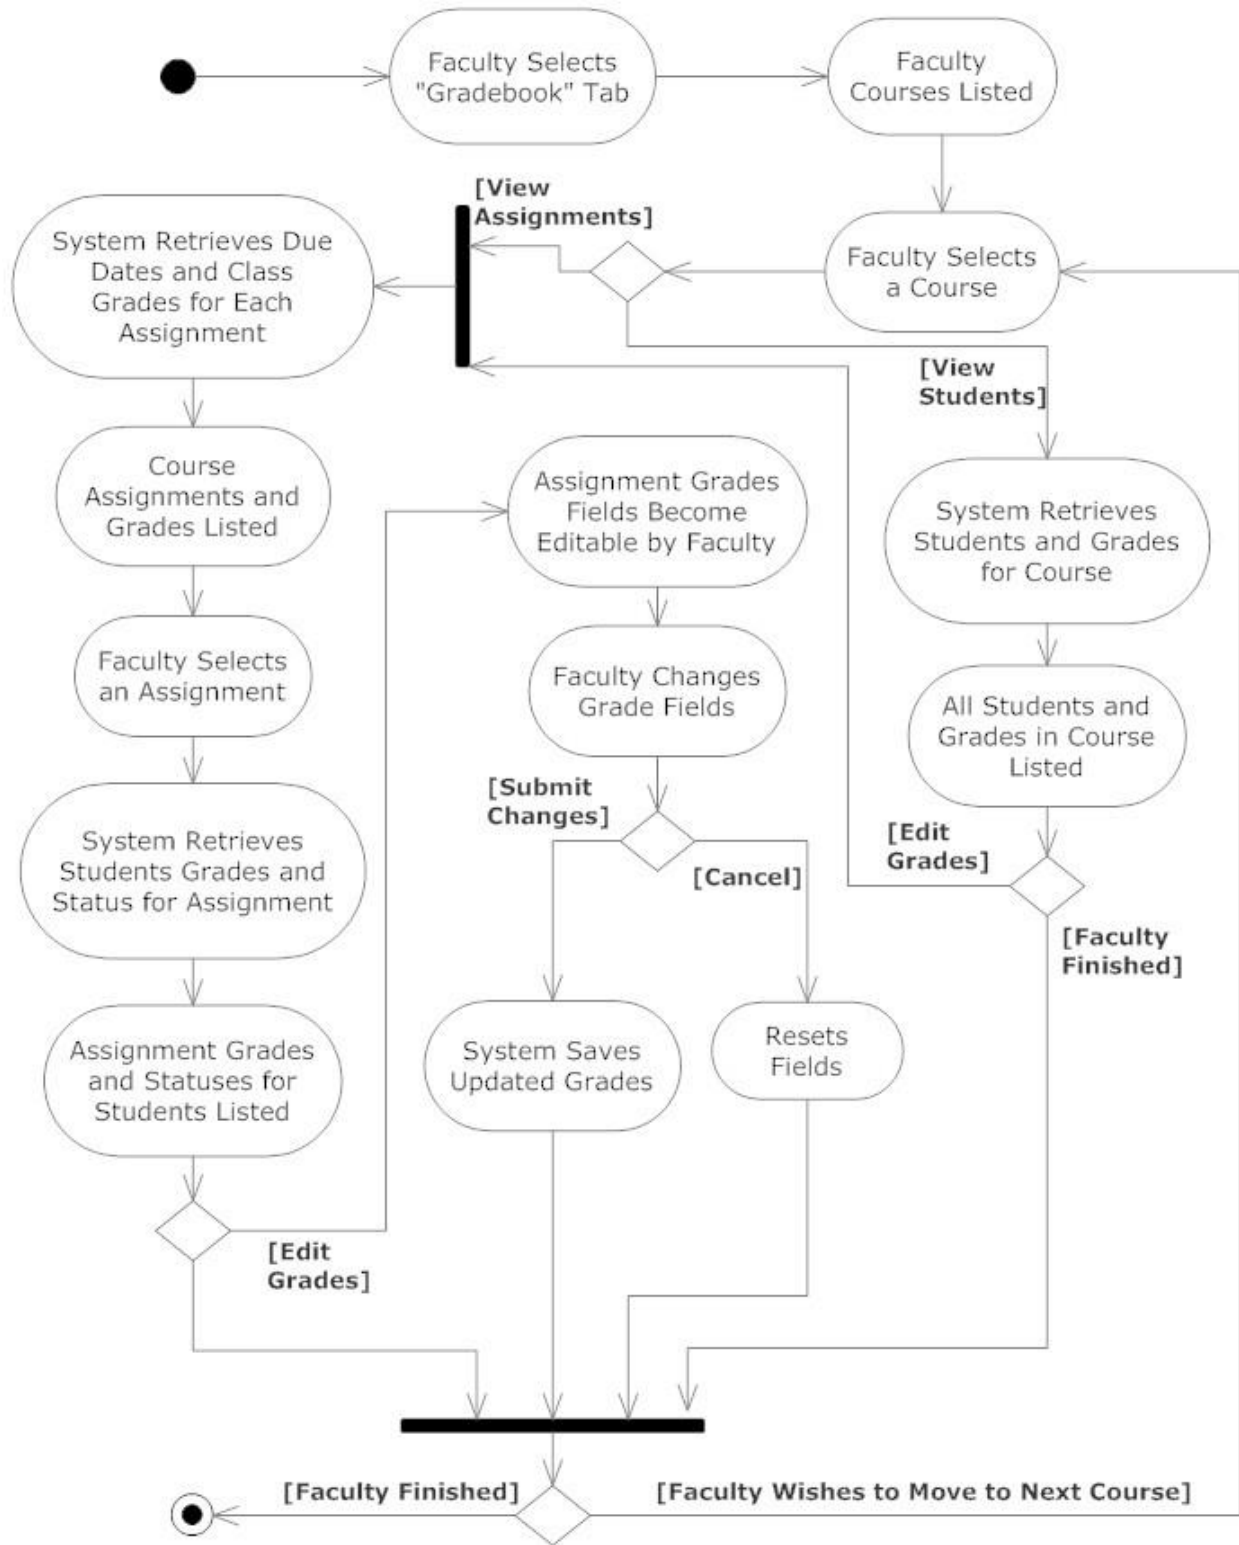 Faculty Selects
"Gradebook" Tab
Faculty
Courses Listed
[View
Assignments]
System Retrieves Due
Dates and Class
Grades for Each
Assignment
Faculty Selects
a Course
[View
Students]
Course
Assignments and
Grades Listed
Assignment Grades
Fields Become
Editable by Faculty
System Retrieves
Students and Grades
for Course
Faculty Selects
an Assignment
Faculty Changes
Grade Fields
All Students and
Grades in Course
Listed
[Submit
Changes]
[Cancel]
[Edit
Grades]
System Retrieves
Students Grades and
Status for Assignment
[Faculty
Finished]
Assignment Grades
and Statuses for
Students Listed
System Saves
Updated Grades
Resets
Fields
[Edit
Grades]
[Faculty Finished]
[Faculty Wishes to Move to Next Course]